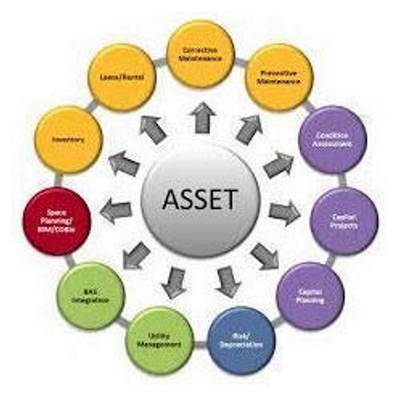 Corrective
Maintenance
Preventive
Maintenance
Condition
Assessment
Capital
Projects
Capital
Planning
Risk/
Depreciation
Utility
Management
BAS
Integration
Space
Planning/
BIM/COBie
Inventory
Lease/Rental
ASSET